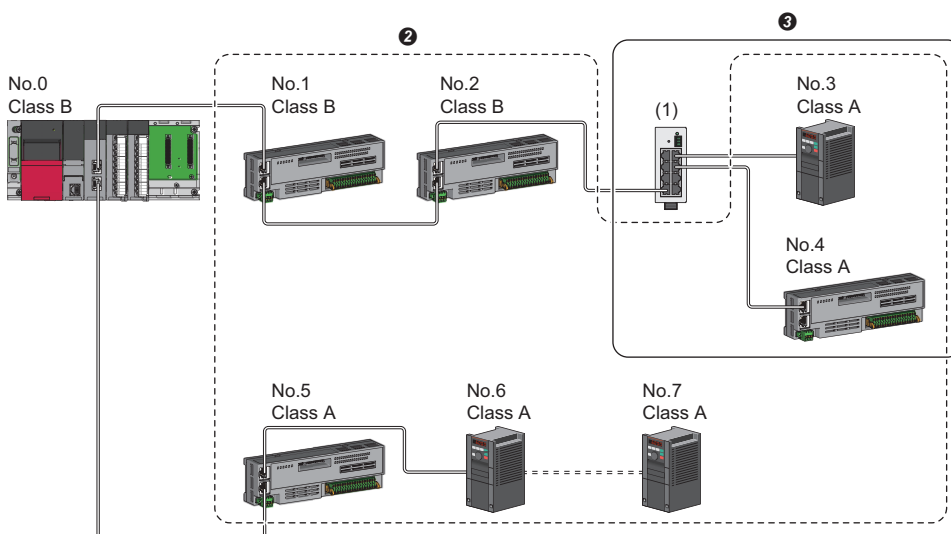 ❷
❸
No.0
Class B
No.1
Class B
No.2
Class B
(1)
No.3
Class A
No.4
Class A
No.5
Class A
No.6
Class A
No.7
Class A